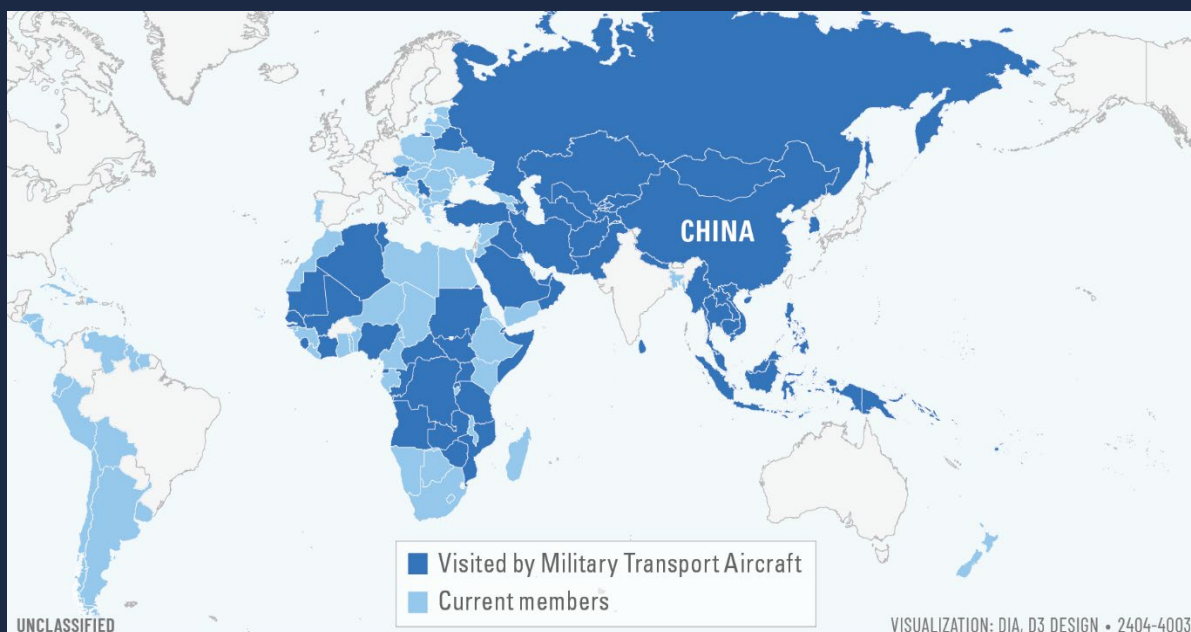 CHINA
Visited by Military Transport Aircraft
Current members
UNCLASSIFIED
VISUALIZATION: DIA, D3 DESIGN • 2404-4003